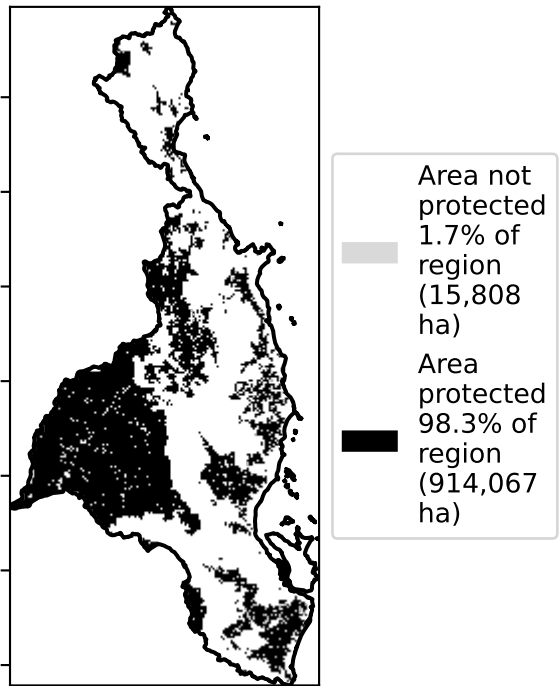 Area not
protected
1.7% of
region
(15,808
ha)
Area
protected
98.3% of
region
(914,067
ha)